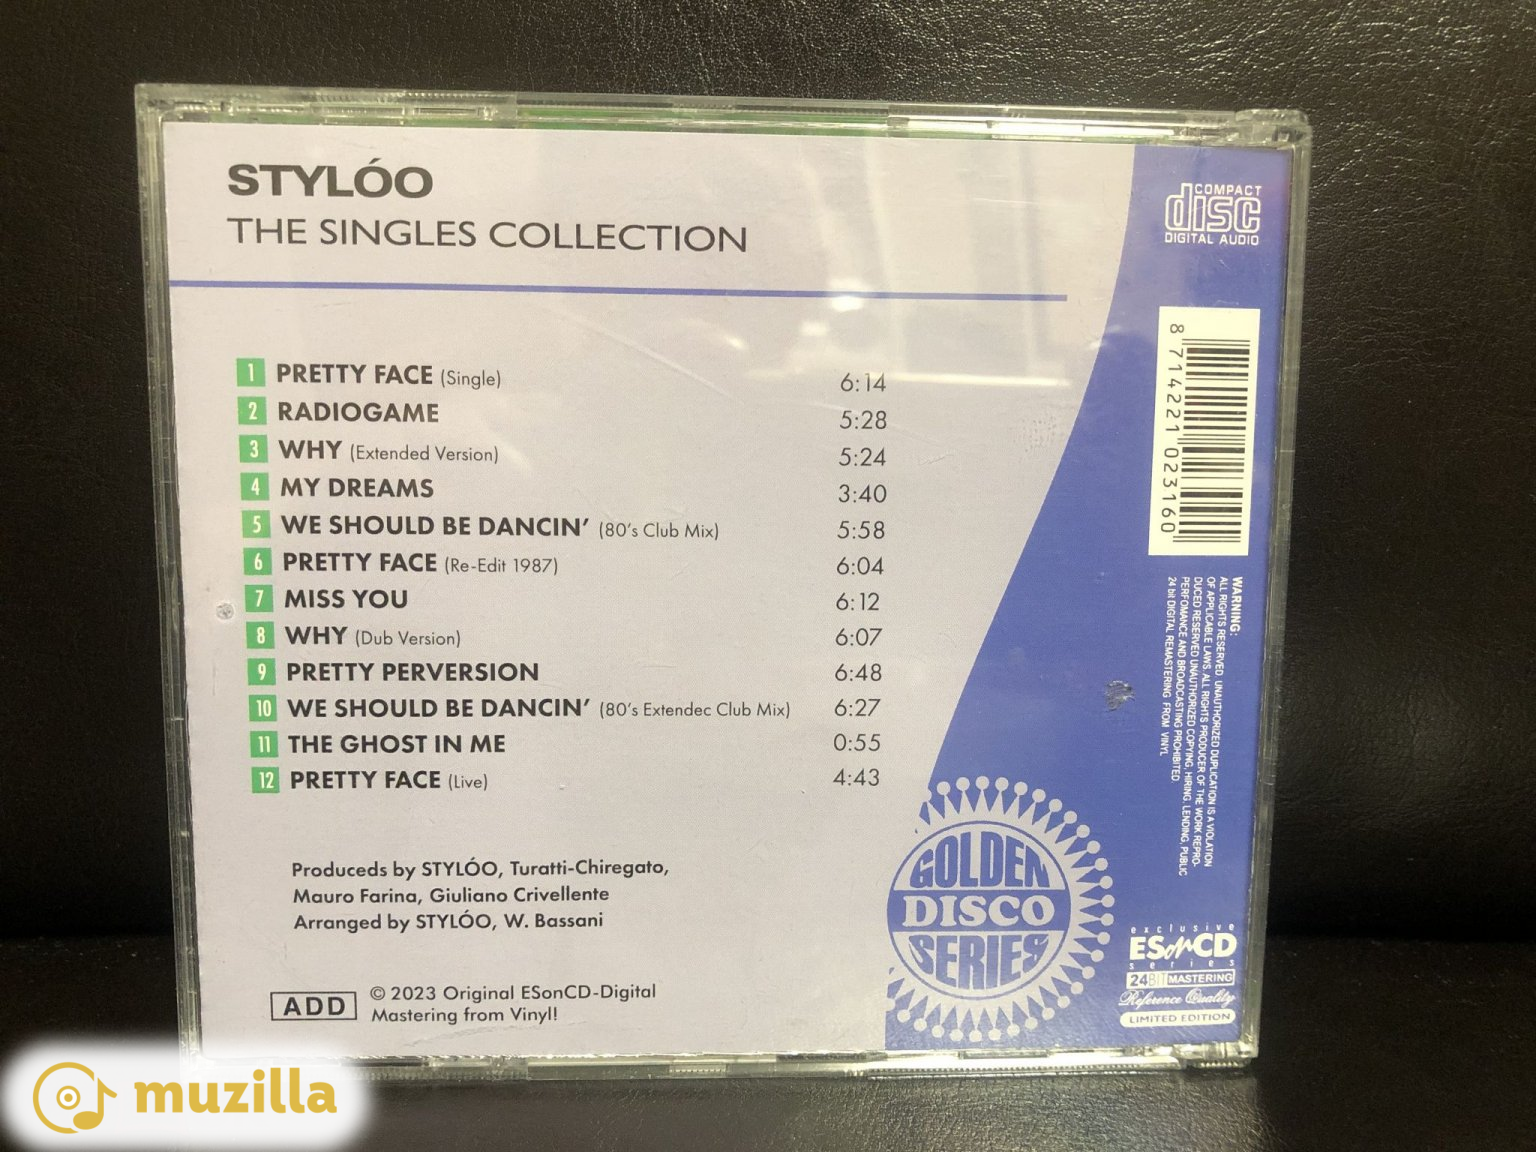 STYLÓO
THE SINGLES COLLECTION
1 PRETTY FACE (Single) 6:14
2 RADIOGAME 5:28
3 WHY (Extended Version) 5:24
4 MY DREAMS 3:40
5 WE SHOULD BE DANCIN' (80's Club Mix) 5:58
6 PRETTY FACE (Re-Edit 1987) 6:04
7 MISS YOU 6:12
8 WHY (Dub Version) 6:07
9 PRETTY PERVERSION 6:48
10 WE SHOULD BE DANCIN' (80's Extendec Club Mix) 6:27
11 THE GHOST IN ME 0:55
12 PRETTY FACE (Live) 4:43
Produceds by STYLÓO, Turatti-Chiregato,
Mauro Farina, Giuliano Crivellente
Arranged by STYLÓO, W. Bassani
ADD
© 2023 Original ESonCD-Digital
Mastering from Vinyl!
COMPACT
disc
DIGITAL AUDIO
8 714221 023160
WARNING:
ALL RIGHTS RESERVED. UNAUTHORIZED DUPLICATION IS A VIOLATION
OF APPLICABLE LAWS. ALL RIGHTS PRODUCER OF THE WORK REPRO-
DUCED RESERVED UNAUTHORIZED COPYING, HIRING, LENDING, PUBLIC
PERFOMANCE AND BROADCASTING PROHIBITED
24 bit DIGITAL REMASTERING FROM VINYL
GOLDEN
DISCO
SERIES
exclusive
ESonCD
series
24BIT MASTERING
Reference Quality
LIMITED EDITION
muzilla